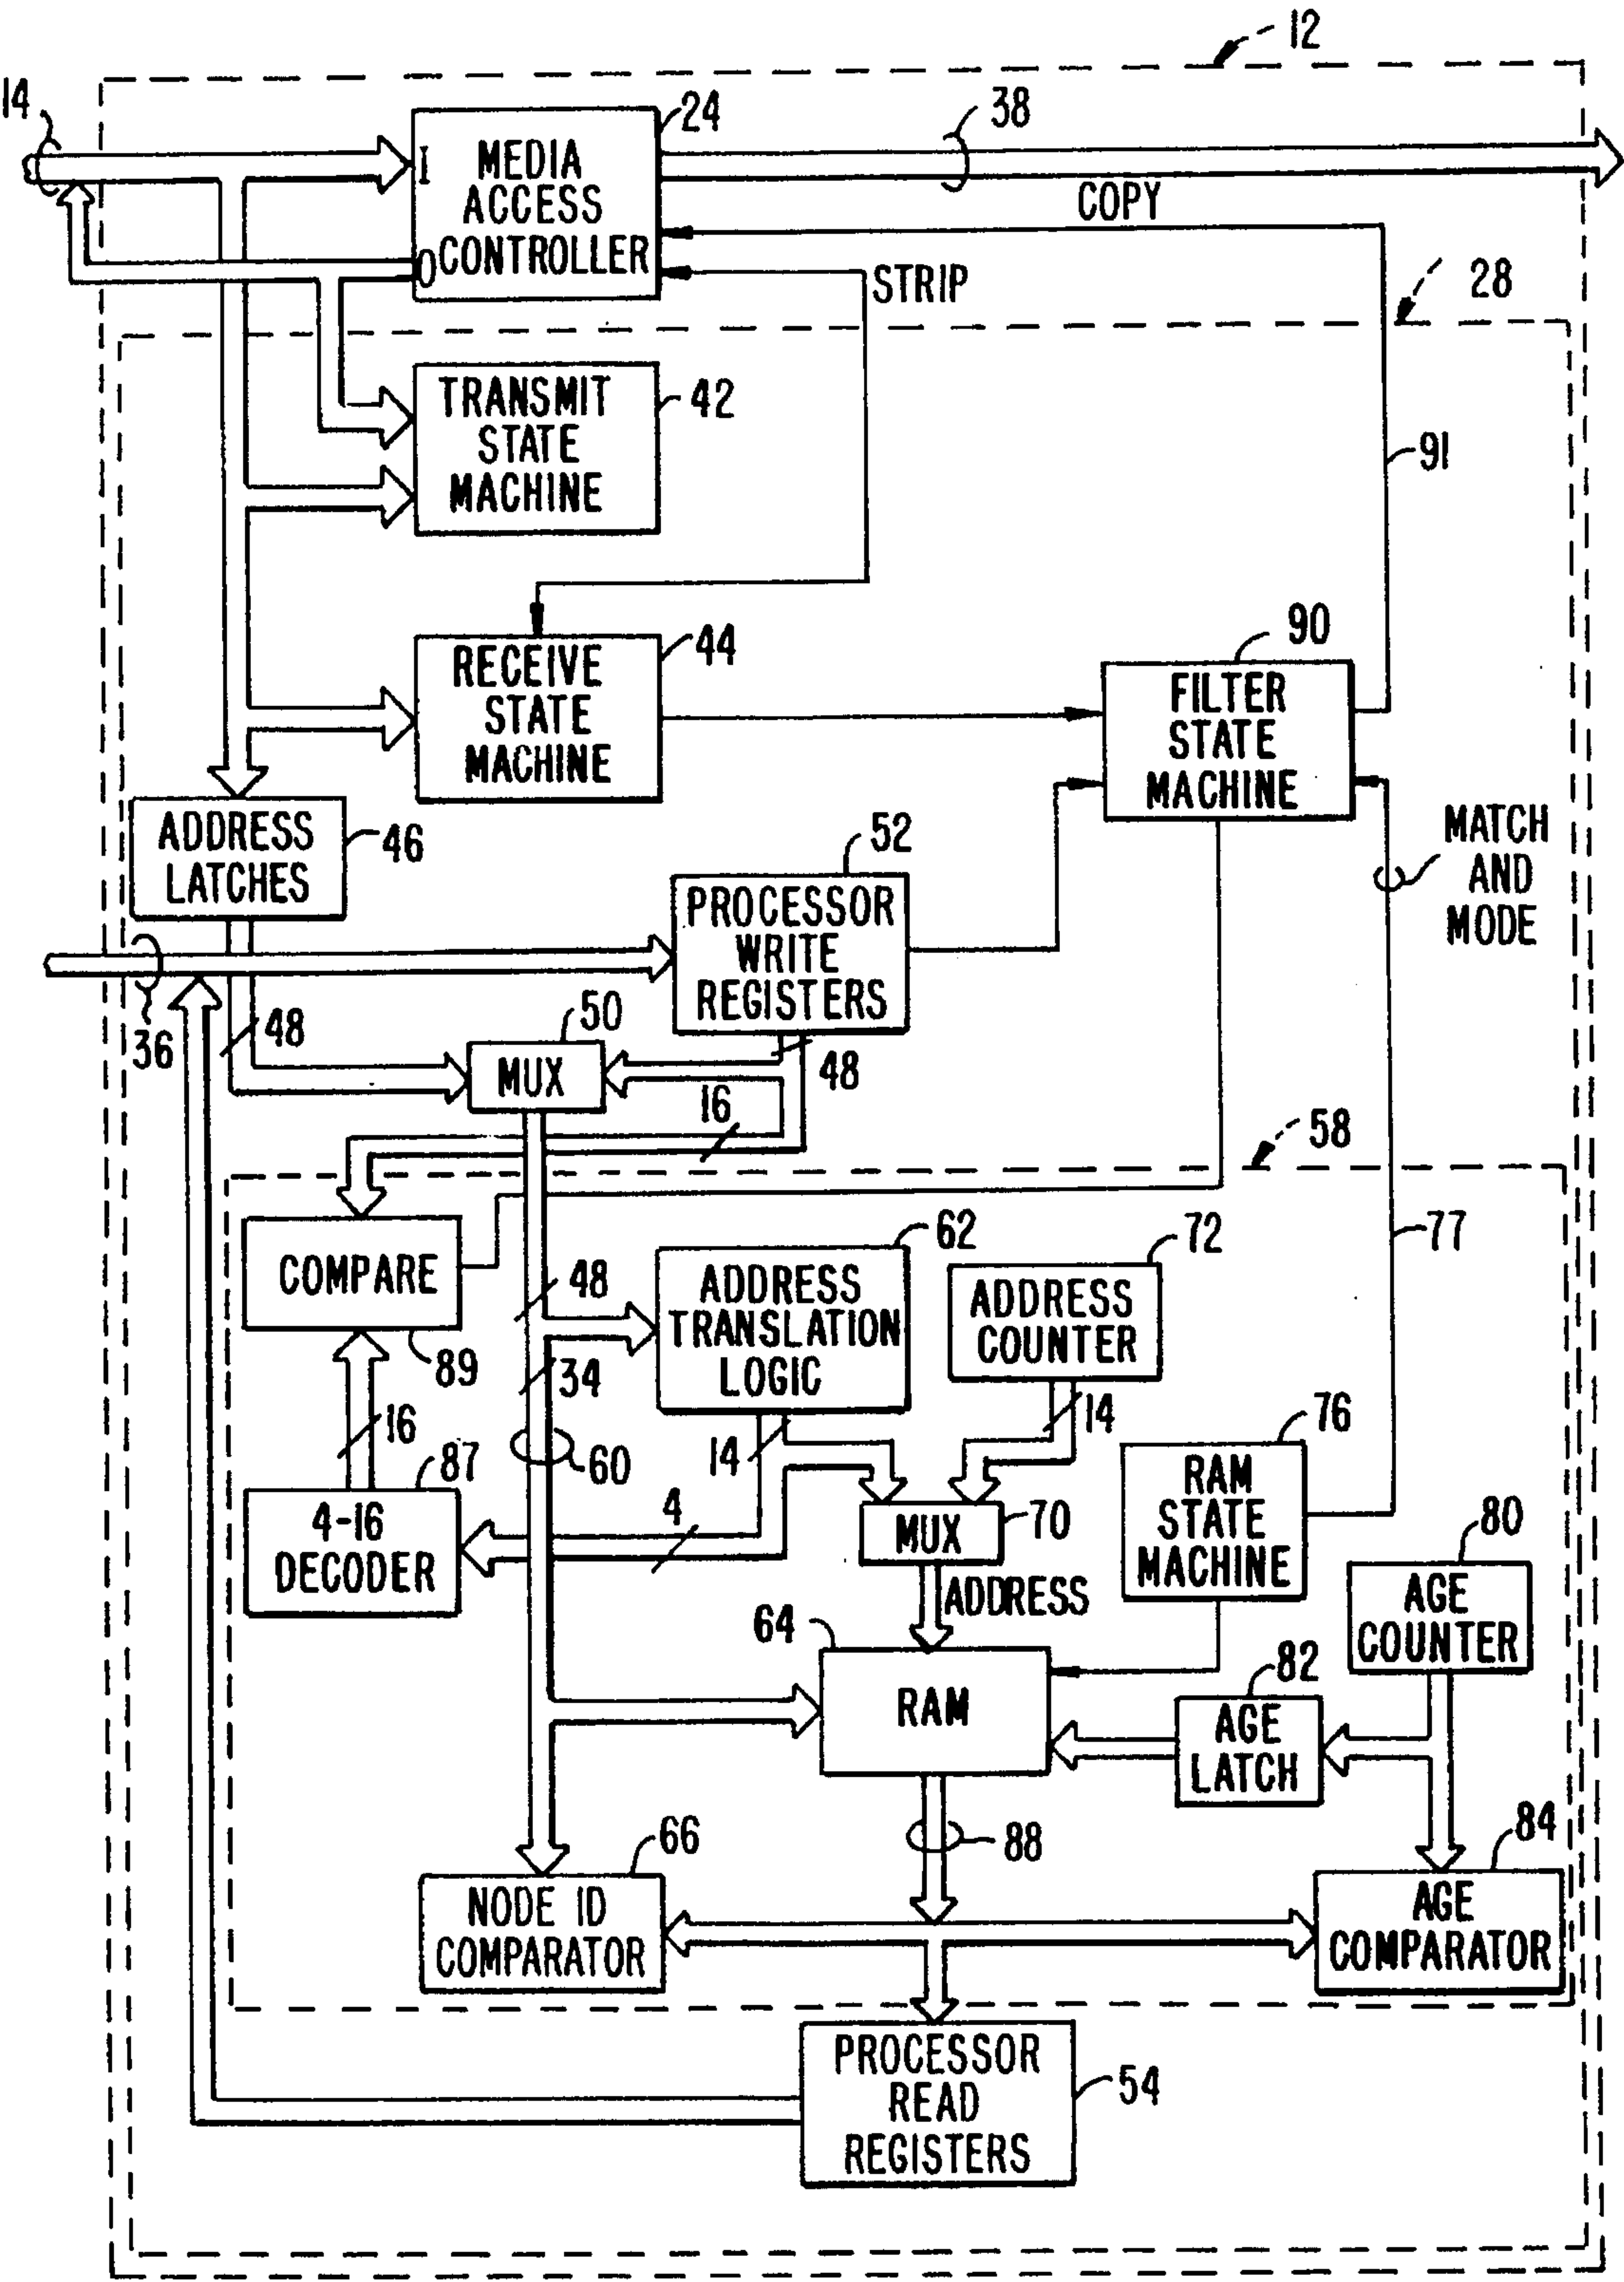 12
14
24
38
I
MEDIA
ACCESS
CONTROLLER
O
COPY
STRIP
28
TRANSMIT
STATE
MACHINE
42
91
RECEIVE
STATE
MACHINE
44
90
FILTER
STATE
MACHINE
ADDRESS
LATCHES
46
MATCH
AND
MODE
52
PROCESSOR
WRITE
REGISTERS
36
48
50
MUX
48
16
58
COMPARE
89
48
62
ADDRESS
TRANSLATION
LOGIC
72
ADDRESS
COUNTER
77
34
16
60
14
14
76
RAM
STATE
MACHINE
87
4-16
DECODER
4
MUX
70
80
AGE
COUNTER
ADDRESS
64
RAM
82
AGE
LATCH
88
66
NODE ID
COMPARATOR
84
AGE
COMPARATOR
PROCESSOR
READ
REGISTERS
54